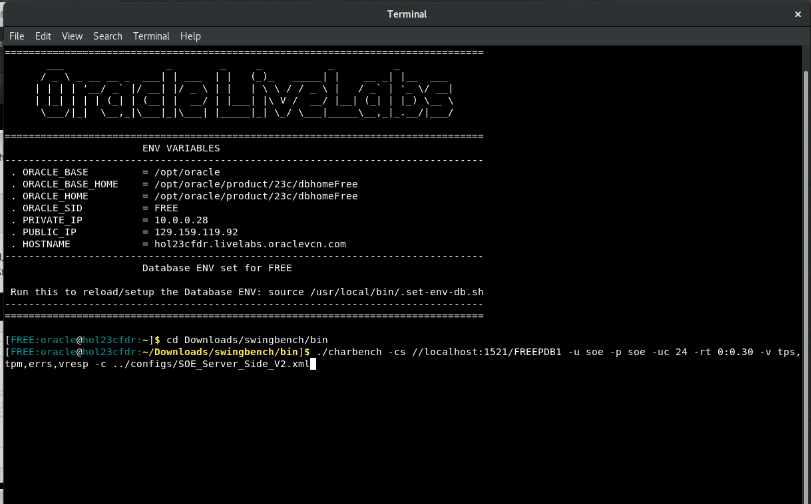 Terminal
File Edit View Search Terminal Help
Oracle LiveLabs
ENV VARIABLES
. ORACLE_BASE = /opt/oracle
. ORACLE_BASE_HOME = /opt/oracle/product/23c/dbhomeFree
. ORACLE_HOME = /opt/oracle/product/23c/dbhomeFree
. ORACLE_SID = FREE
. PRIVATE_IP = 10.0.0.28
. PUBLIC_IP = 129.159.119.92
. HOSTNAME = hol23cfdr.livelabs.oraclevcn.com
Database ENV set for FREE
Run this to reload/setup the Database ENV: source /usr/local/bin/.set-env-db.sh
[FREE:oracle@hol23cfdr:~]$ cd Downloads/swingbench/bin
[FREE:oracle@hol23cfdr:~/Downloads/swingbench/bin]$ ./charbench -cs //localhost:1521/FREEPDB1 -u soe -p soe -uc 24 -rt 0:0.30 -v tps,
tpm,errs,vresp -c ../configs/SOE_Server_Side_V2.xml